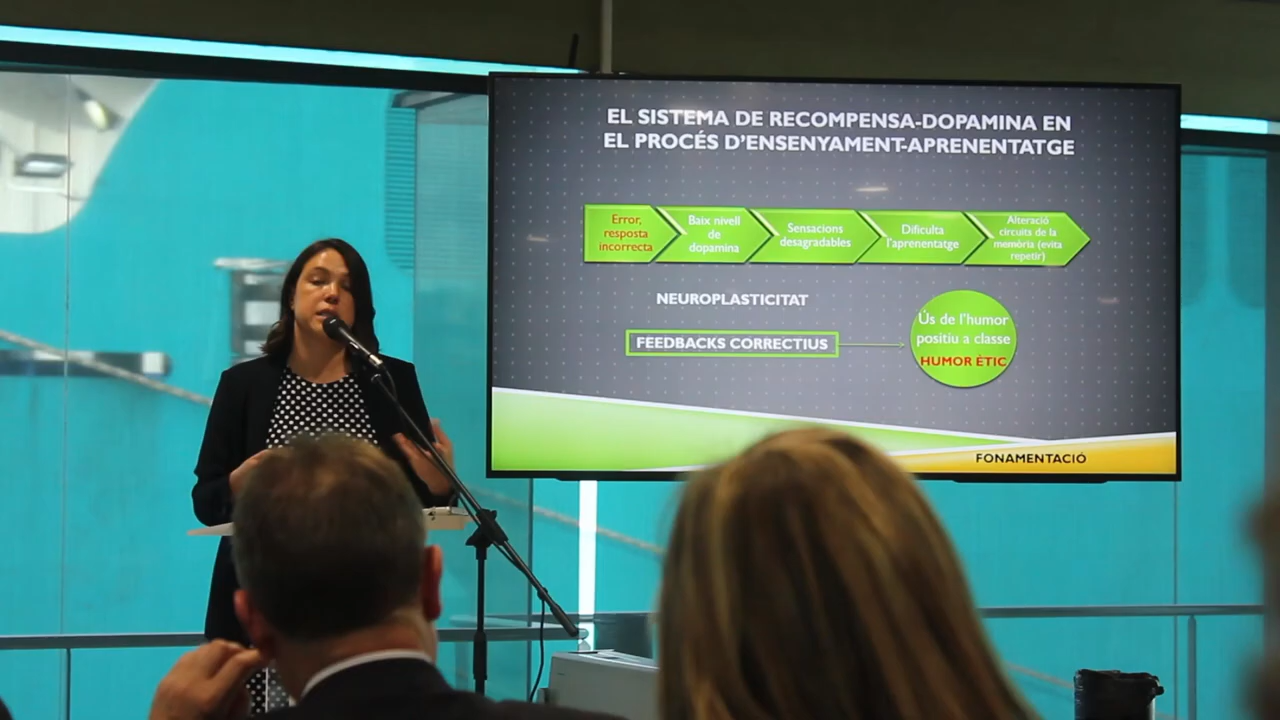 EL SISTEMA DE RECOMPENSA-DOPAMINA EN
EL PROCÉS D'ENSENYAMENT-APRENENTATGE
Error,
resposta
incorrecta
Baix nivell
de
dopamina
Sensacions
desagradables
Dificulta
l'aprenentatge
Alteració
circuits de la
memòria (evita
repetir)
NEUROPLASTICITAT
FEEDBACKS CORRECTIUS
Ús de l'humor
positiu a classe
HUMOR ÈTIC
FONAMENTACIÓ